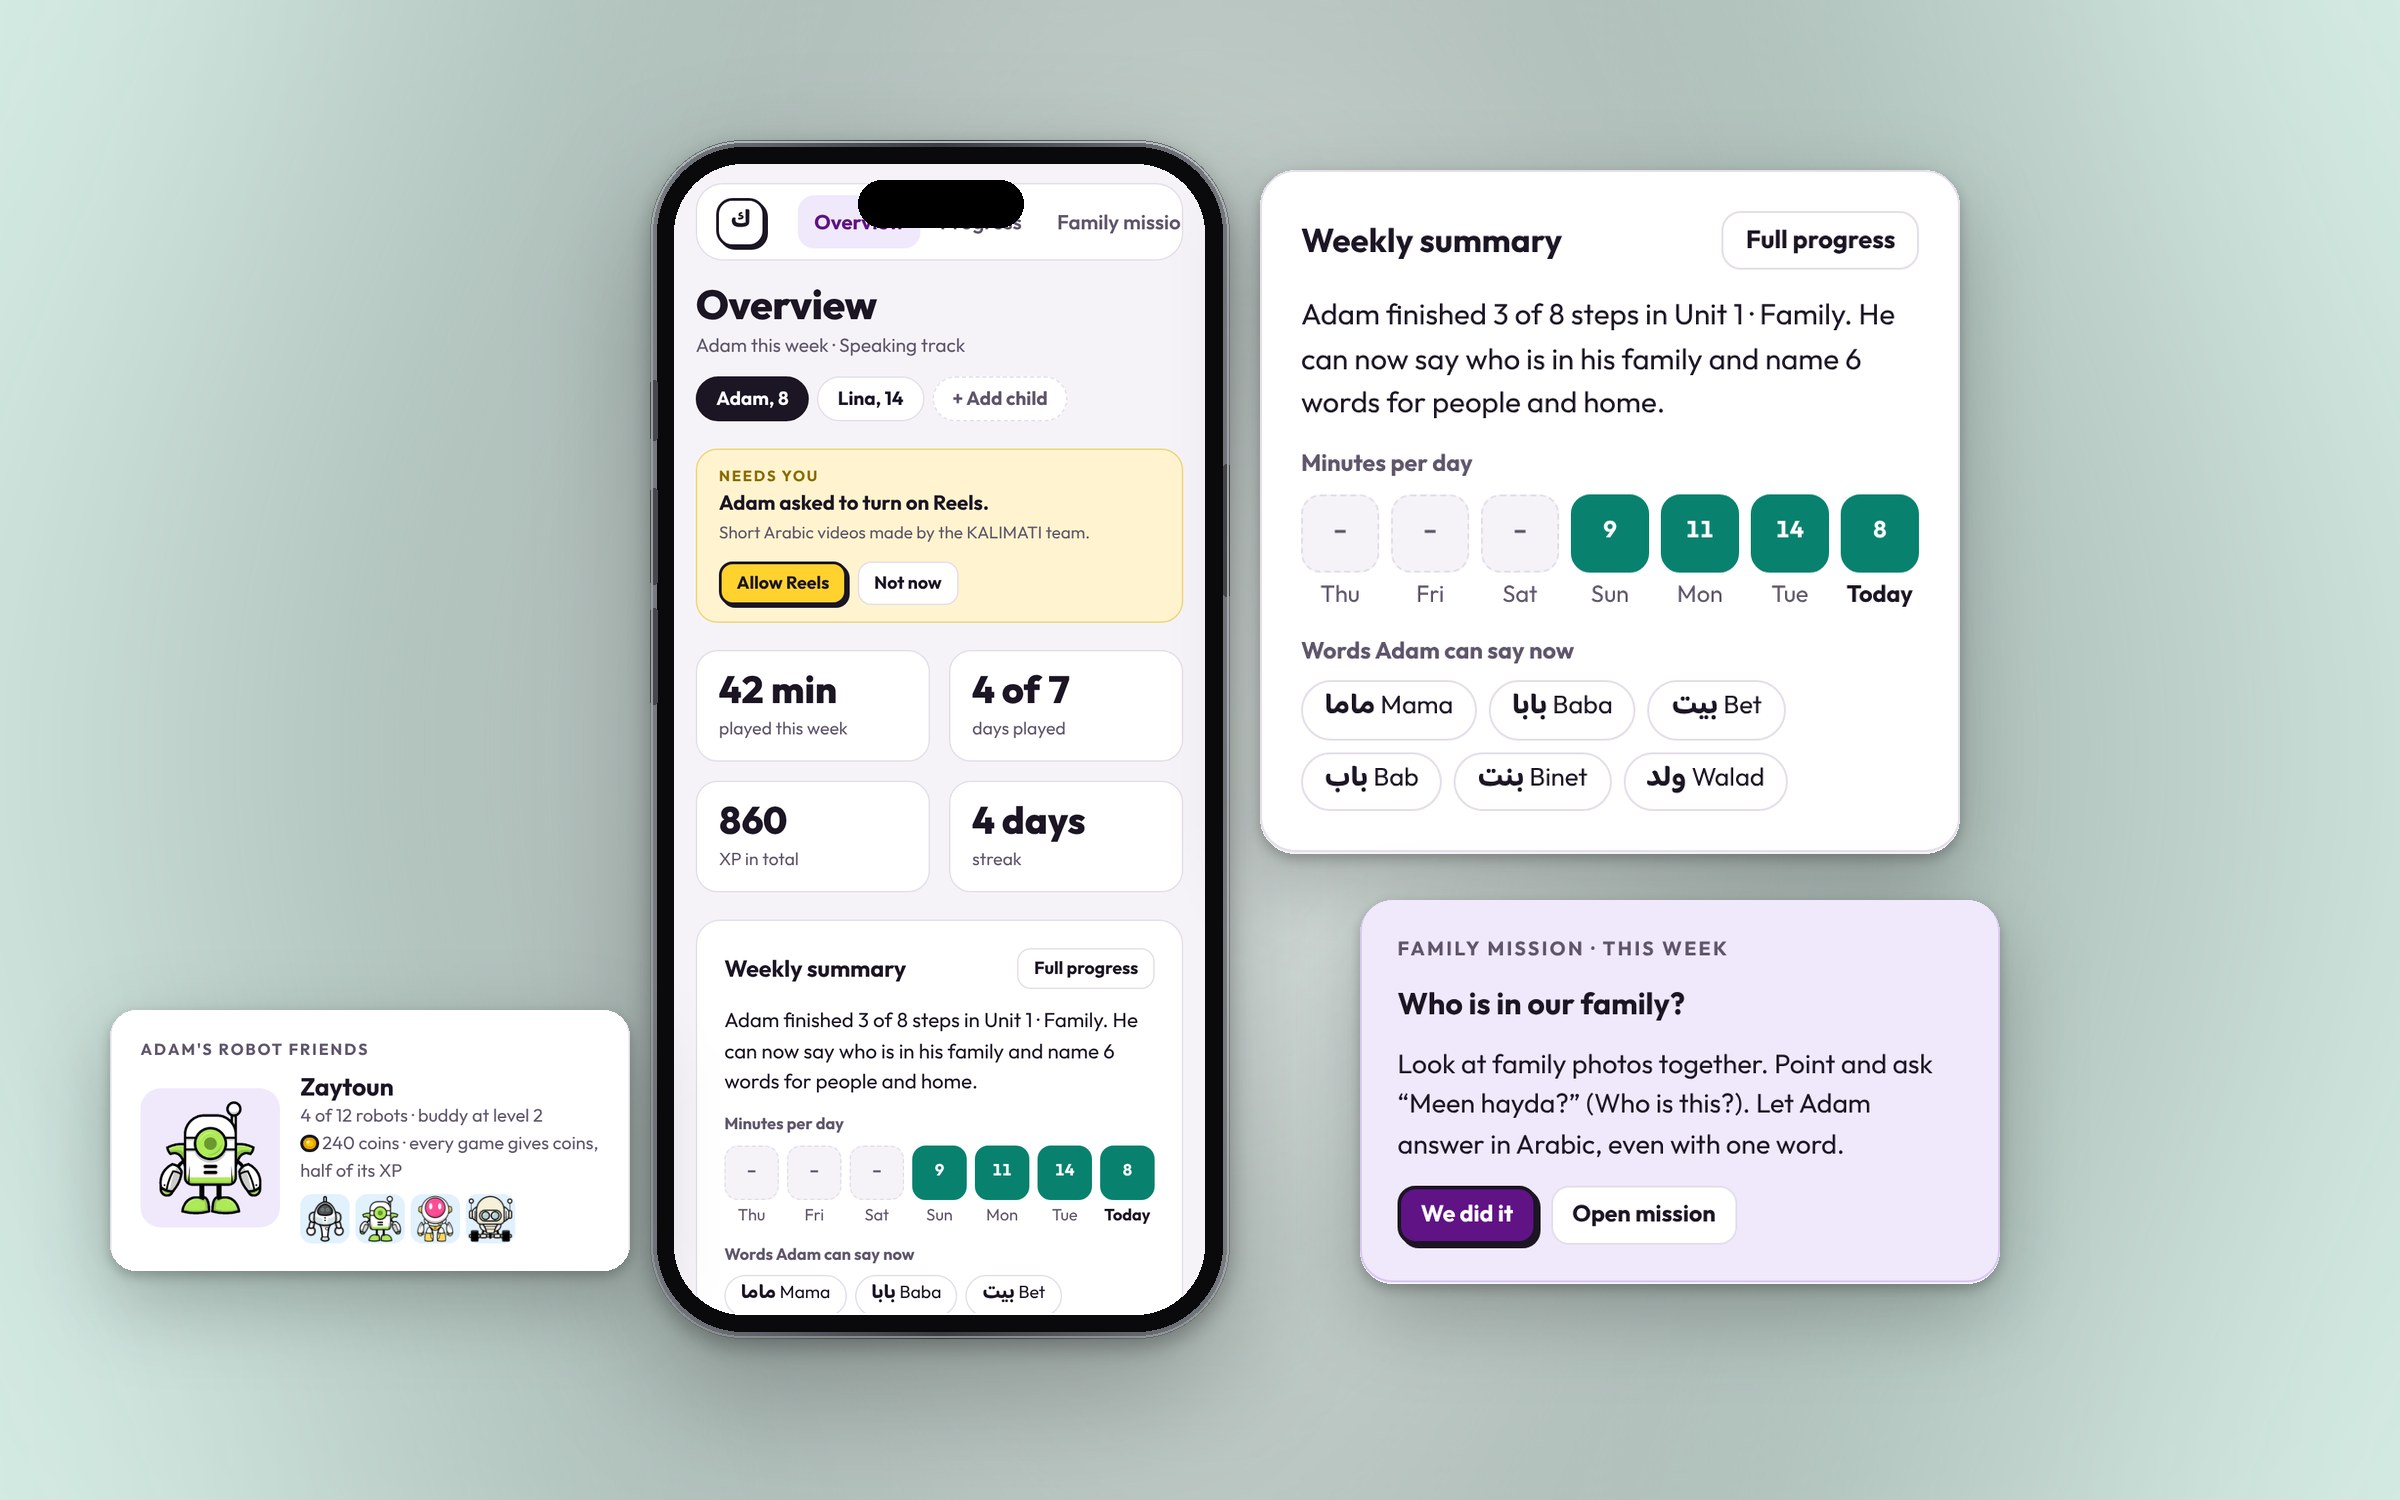 ك
Family missio
Overview
Adam this week · Speaking track
Adam, 8
Lina, 14
+ Add child
NEEDS YOU
Adam asked to turn on Reels.
Short Arabic videos made by the KALIMATI team.
Allow Reels
Not now
42 min
played this week
4 of 7
days played
860
XP in total
4 days
streak
Weekly summary
Full progress
Adam finished 3 of 8 steps in Unit 1 · Family. He
can now say who is in his family and name 6
words for people and home.
Minutes per day
– – – 9 11 14 8
Thu Fri Sat Sun Mon Tue Today
Words Adam can say now
ماما Mama
بابا Baba
بيت Bet
Weekly summary
Full progress
Adam finished 3 of 8 steps in Unit 1 · Family. He
can now say who is in his family and name 6
words for people and home.
Minutes per day
– – – 9 11 14 8
Thu Fri Sat Sun Mon Tue Today
Words Adam can say now
ماما Mama
بابا Baba
بيت Bet
باب Bab
بنت Binet
ولد Walad
FAMILY MISSION · THIS WEEK
Who is in our family?
Look at family photos together. Point and ask
“Meen hayda?” (Who is this?). Let Adam
answer in Arabic, even with one word.
We did it
Open mission
ADAM'S ROBOT FRIENDS
Zaytoun
4 of 12 robots · buddy at level 2
240 coins · every game gives coins,
half of its XP